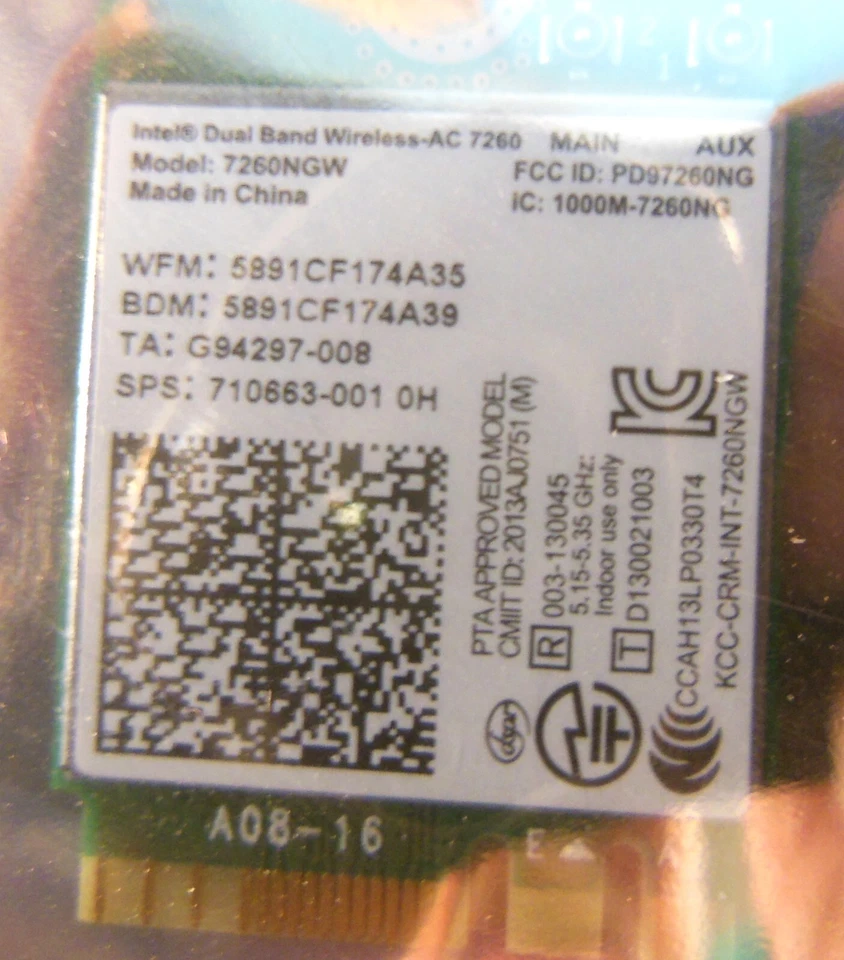 Intel® Dual Band Wireless-AC 7260 MAIN AUX
Model: 7260NGW FCC ID: PD97260NG
Made in China IC: 1000M-7260NG
WFM: 5891CF174A35
BDM: 5891CF174A39
TA: G94297-008
SPS: 710663-001 0H
PTA APPROVED MODEL
CMIIT ID: 2013AJ0751 (M)
R 003-130045
5.15-5.35 GHz:
Indoor use only
T D130021003
CCAH13LP0330T4
KCC-CRM-INT-7260NGW
A08-16
E A